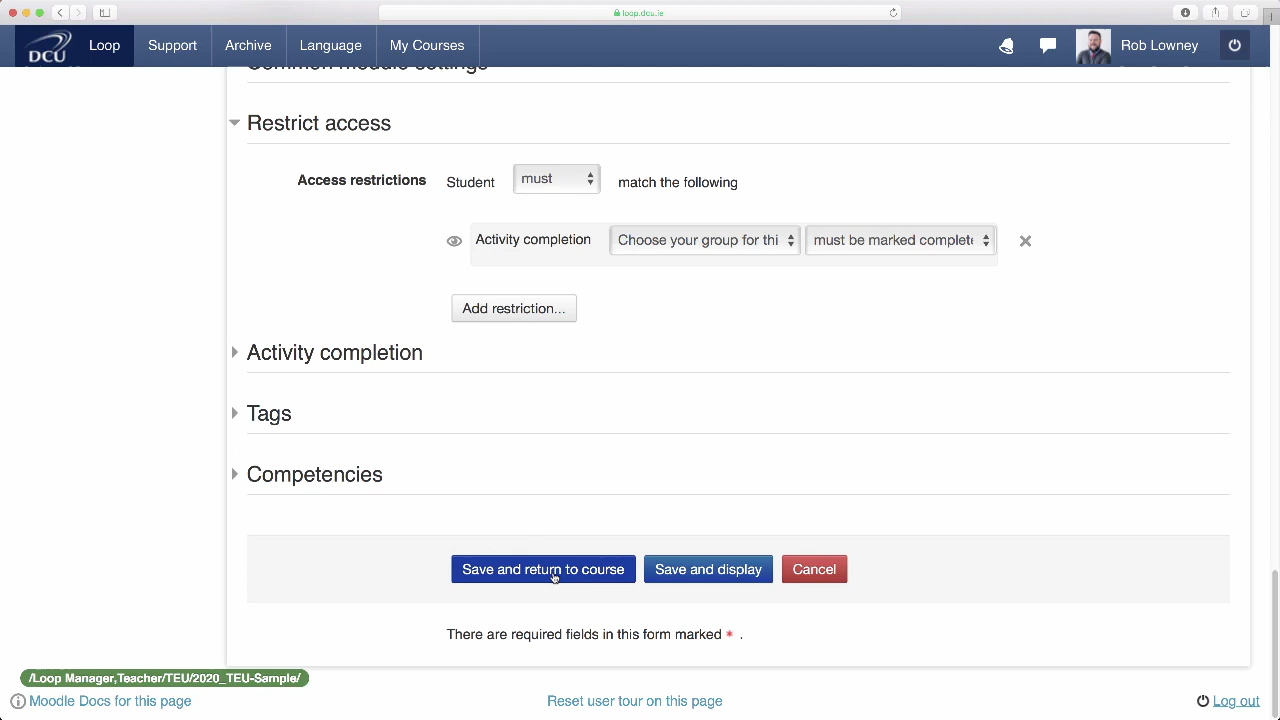 loop.dcu.ie
DCU Loop Support Archive Language My Courses Rob Lowney
Common module settings
Restrict access
Access restrictions Student must match the following
Activity completion Choose your group for thi must be marked complete
Add restriction...
Activity completion
Tags
Competencies
Save and return to course Save and display Cancel
There are required fields in this form marked * .
/Loop Manager,Teacher/TEU/2020_TEU-Sample/
Moodle Docs for this page Reset user tour on this page Log out